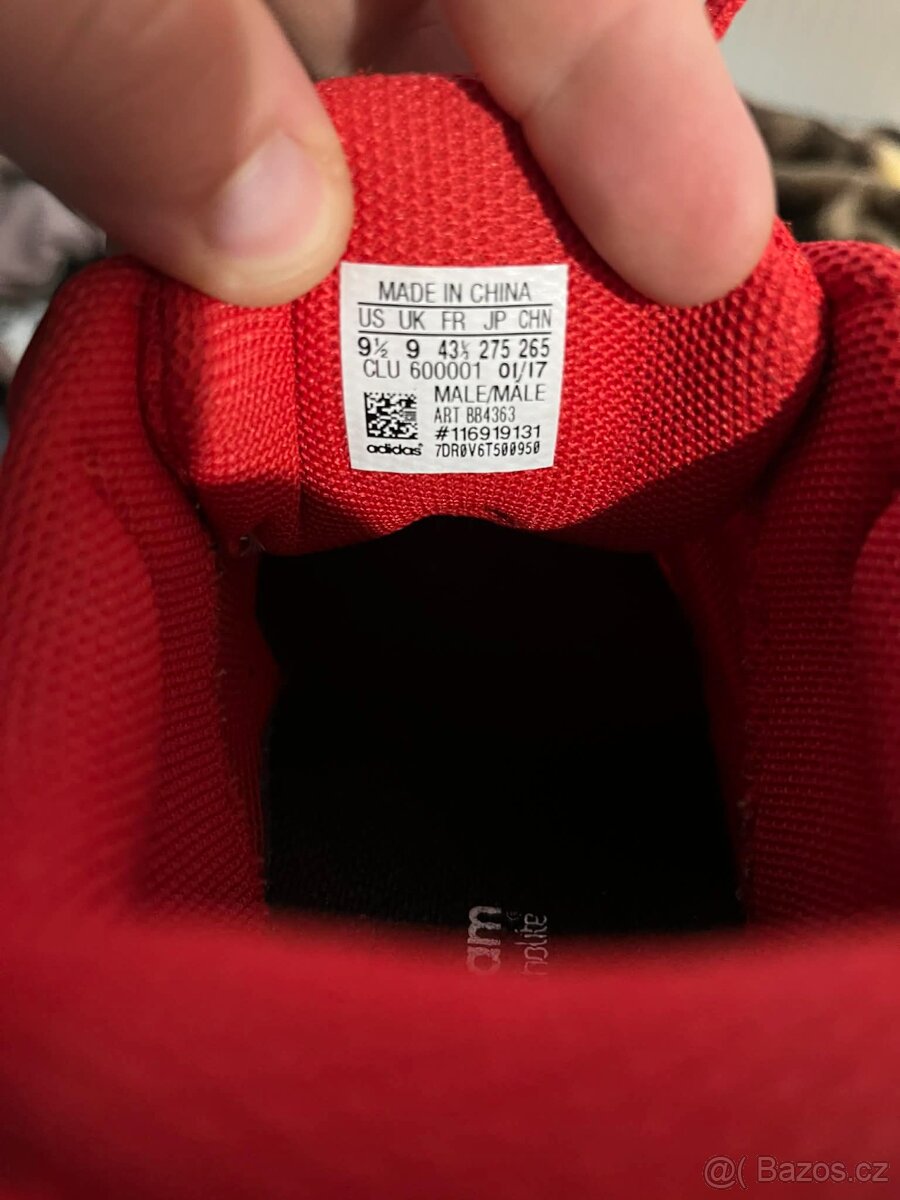 MADE IN CHINA
US UK FR JP CHN
9½ 9 43⅓ 275 265
CLU 600001 01/17
MALE/MÂLE
ART BB4363
#116919131
adidas® 7DR0V6T500950
@( Bazos.cz